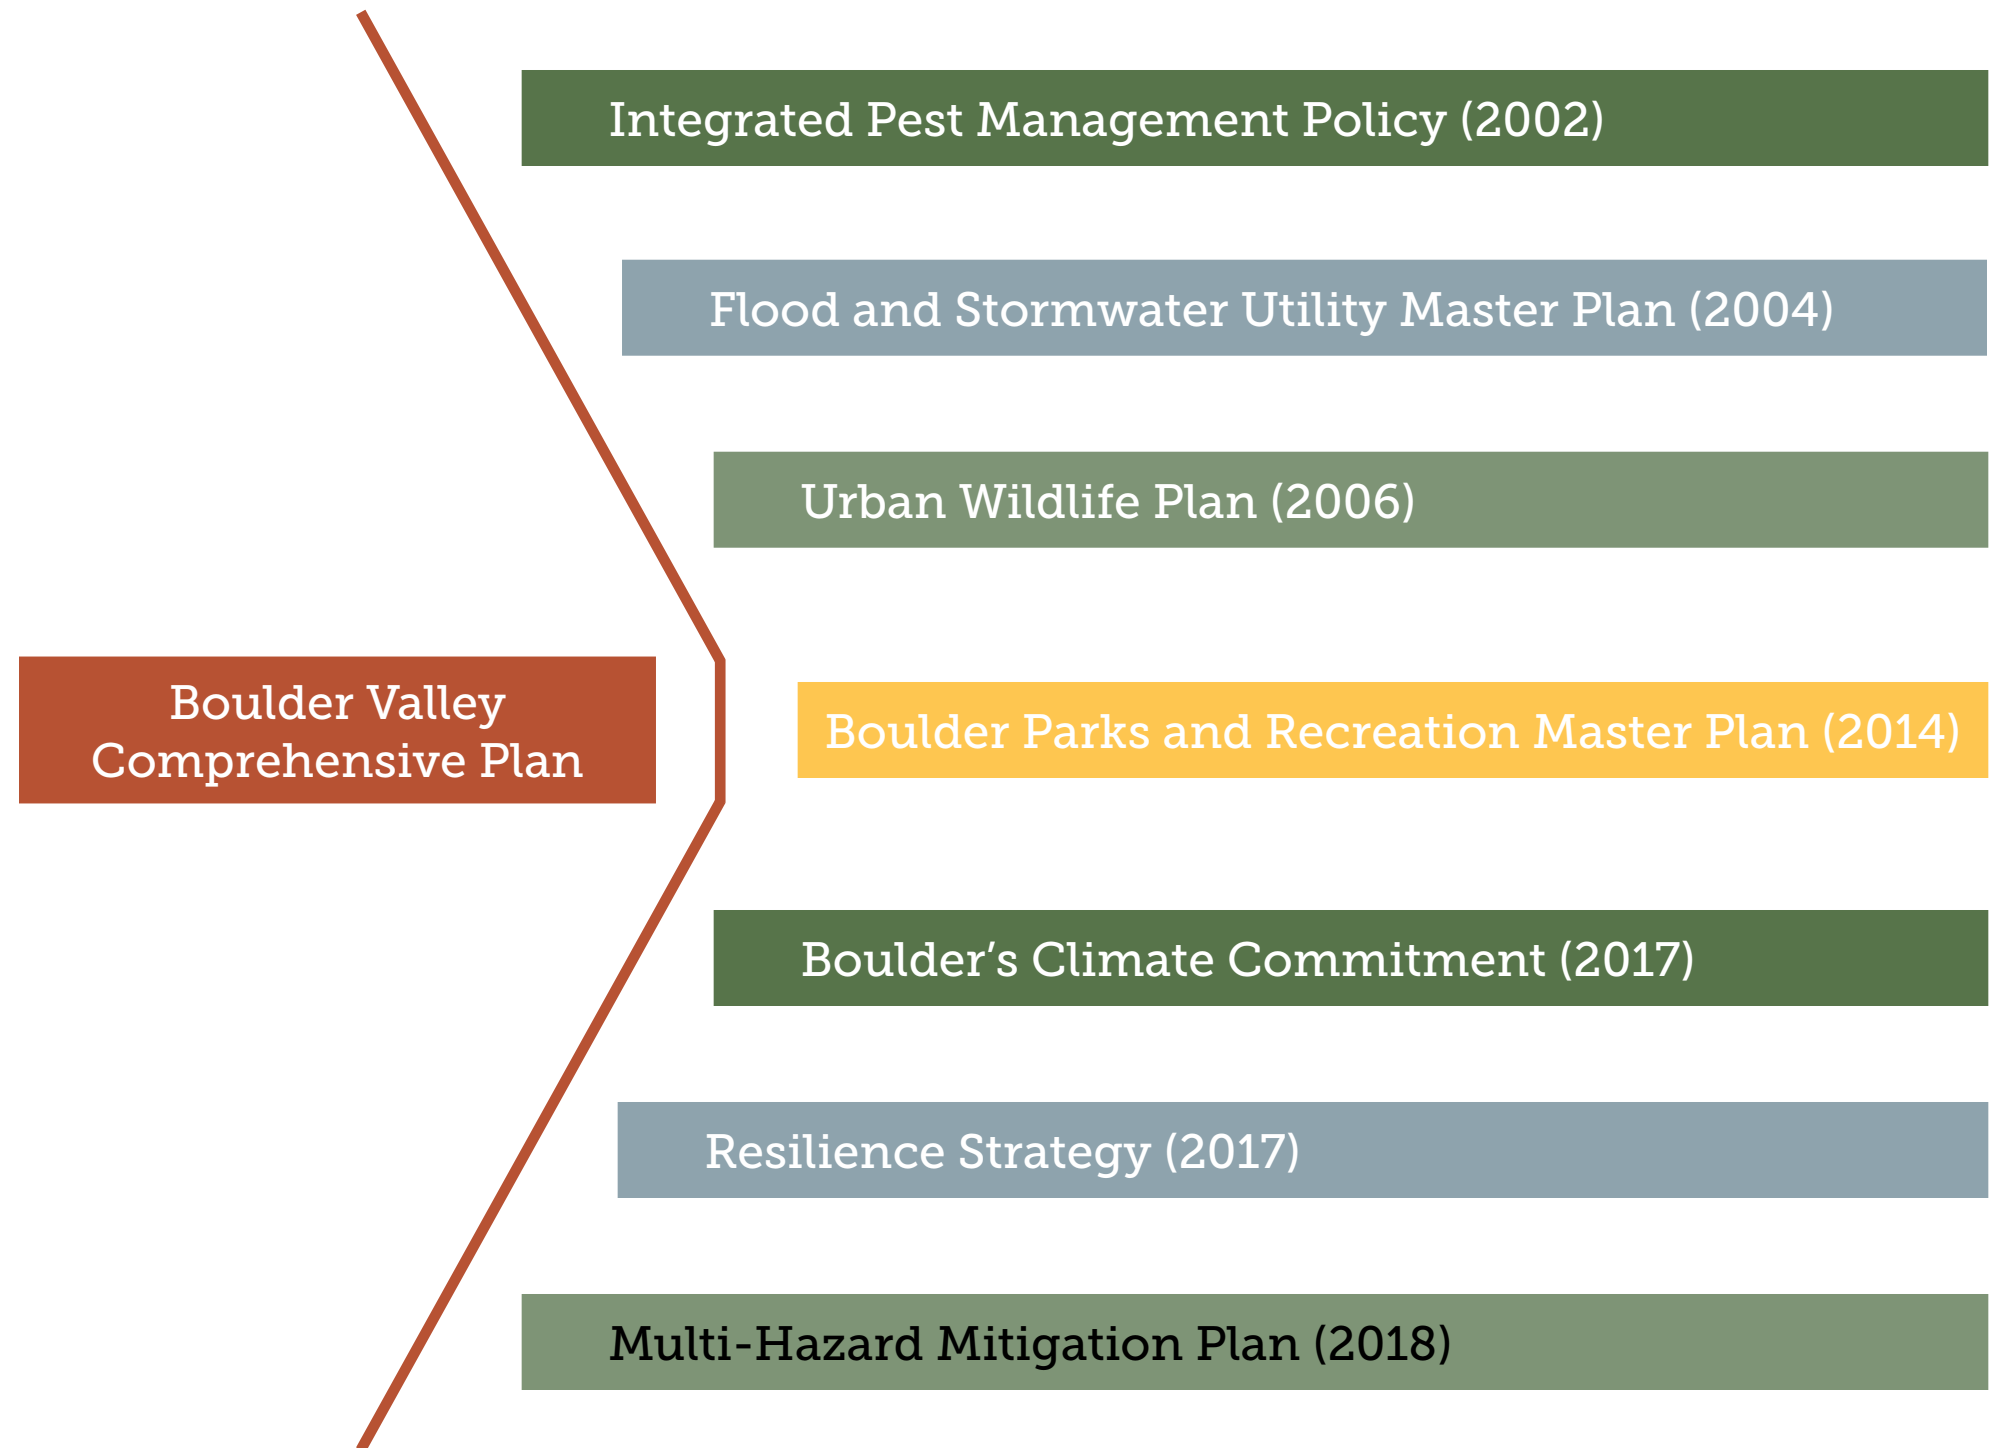 Integrated Pest Management Policy (2002)
Flood and Stormwater Utility Master Plan (2004)
Urban Wildlife Plan (2006)
Boulder Valley
Comprehensive Plan
Boulder Parks and Recreation Master Plan (2014)
Boulder’s Climate Commitment (2017)
Resilience Strategy (2017)
Multi-Hazard Mitigation Plan (2018)